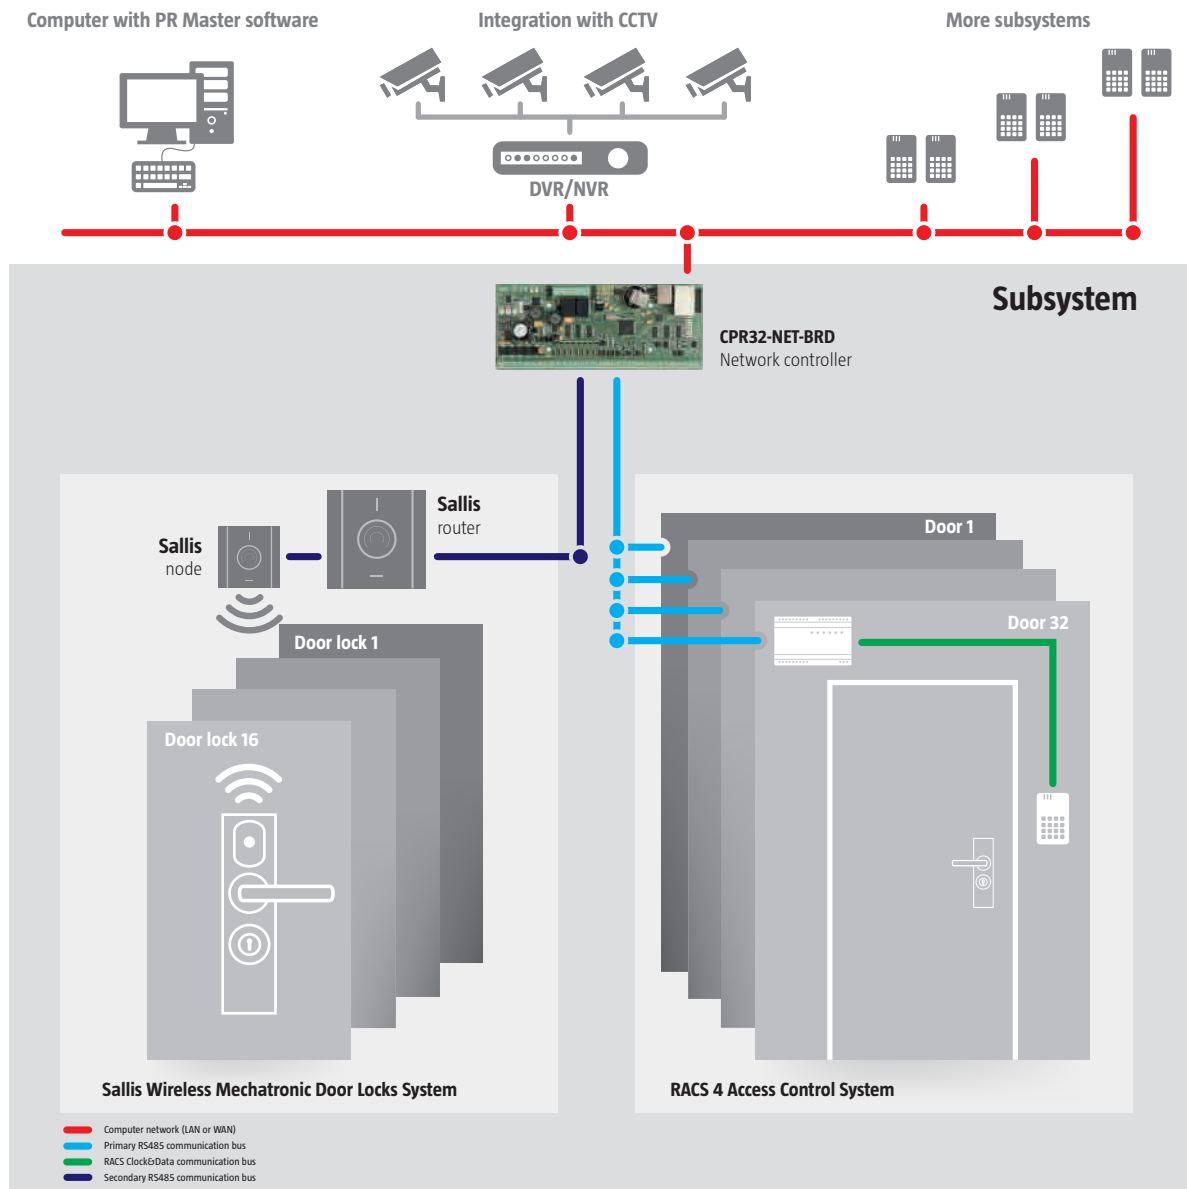 Computer with PR Master software
Integration with CCTV
More subsystems
DVR/NVR
Subsystem
CPR32-NET-BRD
Network controller
Sallis
router
Sallis
node
Door lock 1
Door lock 16
Door 1
Door 32
Sallis Wireless Mechatronic Door Locks System
RACS 4 Access Control System
Computer network (LAN or WAN)
Primary RS485 communication bus
RACS Clock&Data communication bus
Secondary RS485 communication bus